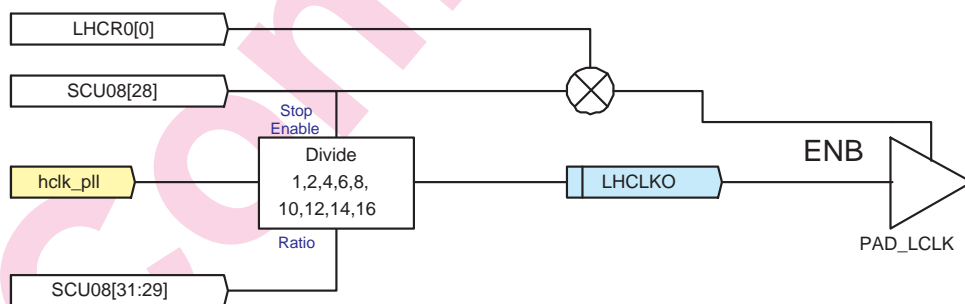 LHCR0[0]
SCU08[28]
Stop
Enable
hclk_pll
Divide
1,2,4,6,8,
10,12,14,16
Ratio
SCU08[31:29]
LHCLKO
ENB
PAD_LCLK